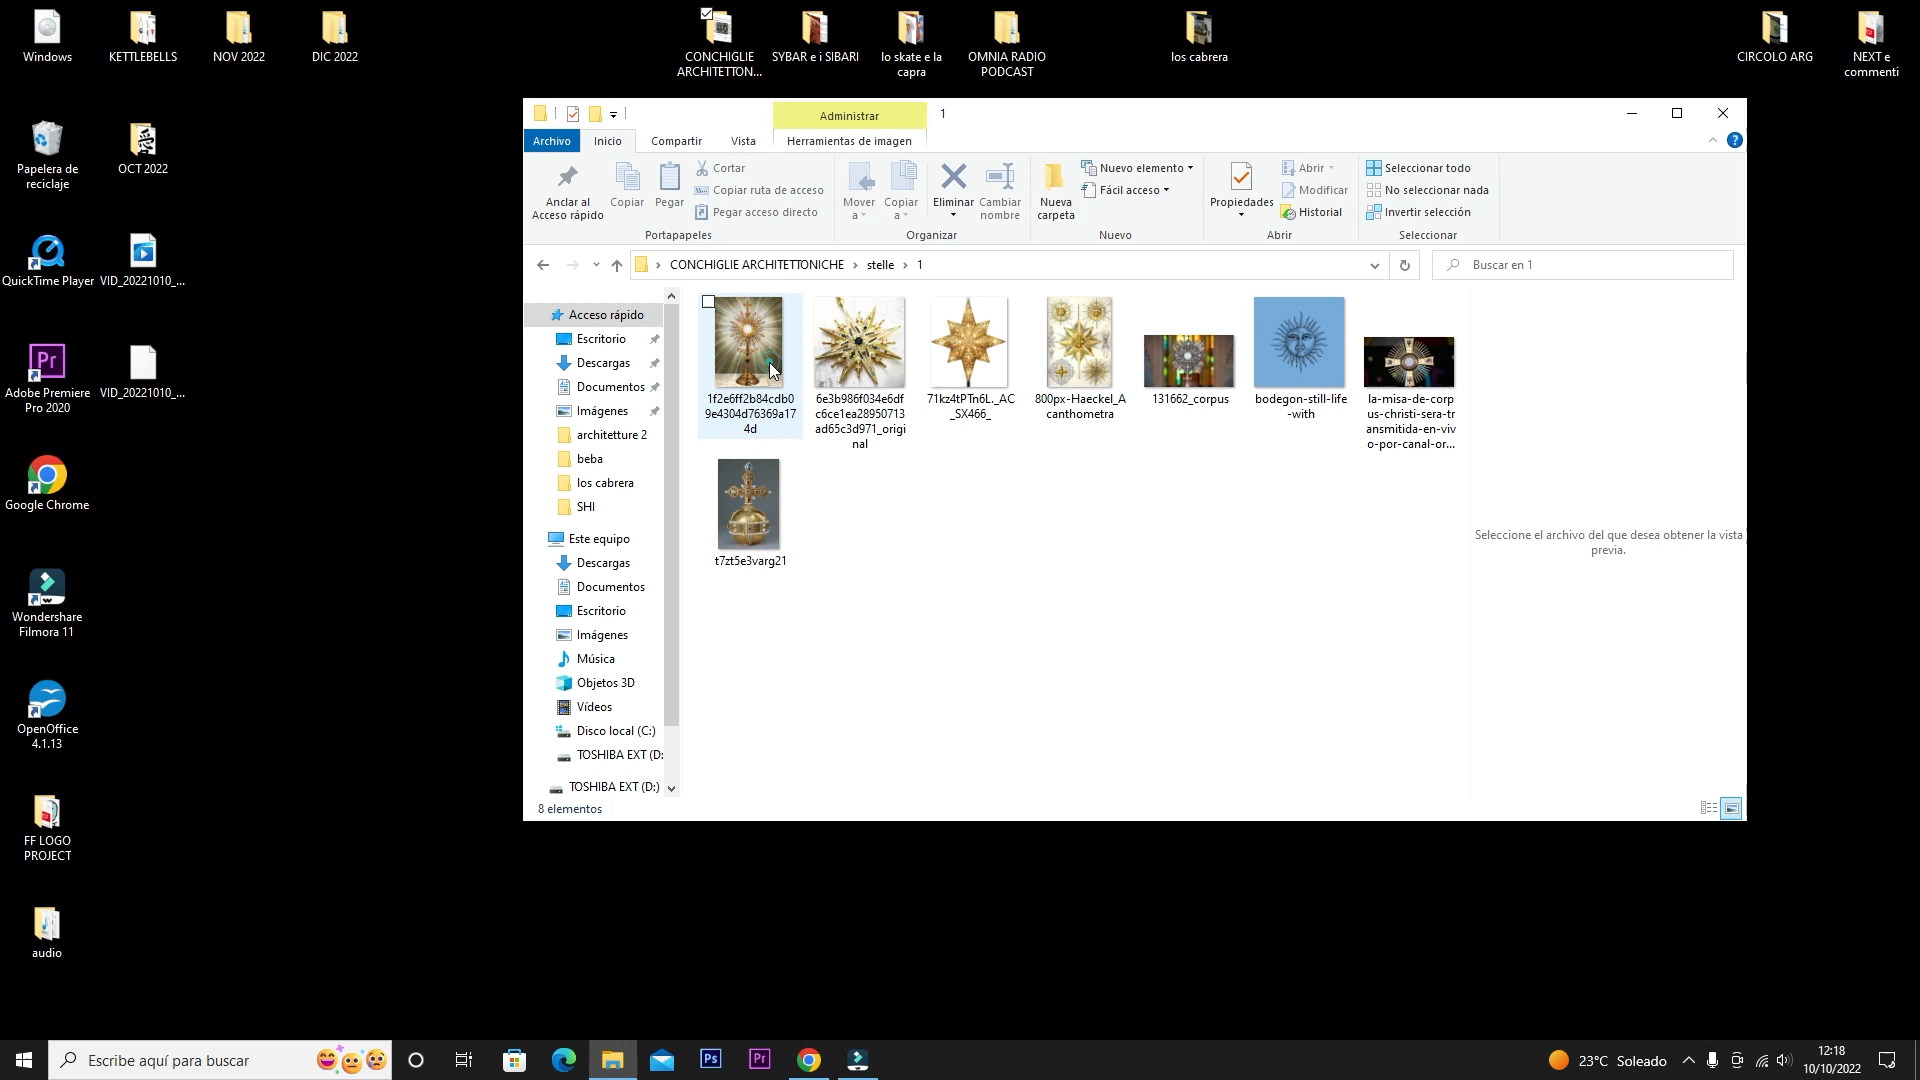 Windows
KETTLEBELLS
NOV 2022
DIC 2022
CONCHIGLIE
ARCHITETTON...
SYBAR e i SIBARI
lo skate e la
capra
OMNIA RADIO
PODCAST
los cabrera
CIRCOLO ARG
NEXT e
commenti
Papelera de
reciclaje
OCT 2022
QuickTime Player
VID_20221010_...
Adobe Premiere
Pro 2020
VID_20221010_...
Google Chrome
Wondershare
Filmora 11
OpenOffice
4.1.13
FF LOGO
PROJECT
audio
Administrar
1
Archivo
Inicio
Compartir
Vista
Herramientas de imagen
Anclar al
Acceso rápido
Copiar
Pegar
Cortar
Copiar ruta de acceso
Pegar acceso directo
Portapapeles
Mover
a
Copiar
a
Eliminar
Cambiar
nombre
Organizar
Nueva
carpeta
Nuevo elemento
Fácil acceso
Nuevo
Propiedades
Abrir
Modificar
Historial
Abrir
Seleccionar todo
No seleccionar nada
Invertir selección
Seleccionar
CONCHIGLIE ARCHITETTONICHE > stelle > 1
Buscar en 1
Acceso rápido
Escritorio
Descargas
Documentos
Imágenes
architetture 2
beba
los cabrera
SHI
Este equipo
Descargas
Documentos
Escritorio
Imágenes
Música
Objetos 3D
Vídeos
Disco local (C:)
TOSHIBA EXT (D:
TOSHIBA EXT (D:)
1f2e6ff2b84cdb0
9e4304d76369a17
4d
6e3b986f034e6df
c6ce1ea28950713
ad65c3d971_origi
nal
71kz4tPTn6L._AC
_SX466_
800px-Haeckel_A
canthometra
131662_corpus
bodegon-still-life
-with
la-misa-de-corp
us-christi-sera-tr
ansmitida-en-viv
o-por-canal-or...
t7zt5e3varg21
Seleccione el archivo del que desea obtener la vista
previa.
8 elementos
Escribe aquí para buscar
Ps
Pr
23°C Soleado
12:18
10/10/2022